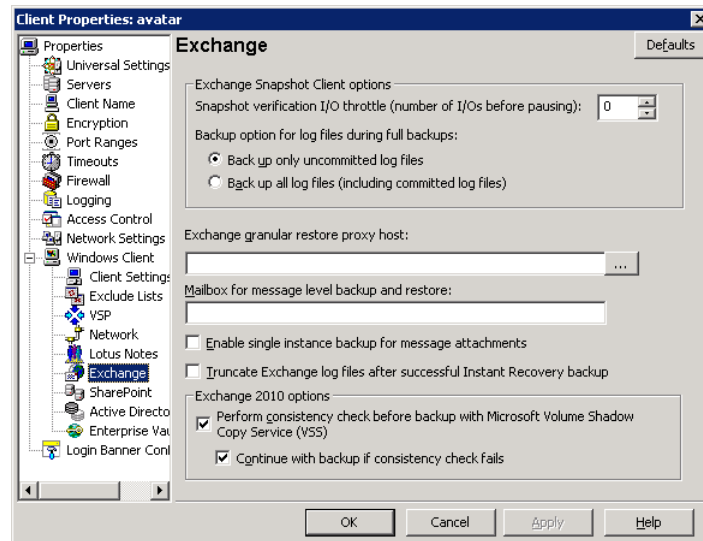 Client Properties: avatar
Properties
Universal Settings
Servers
Client Name
Encryption
Port Ranges
Timeouts
Firewall
Logging
Access Control
Network Settings
Windows Client
Client Settings
Exclude Lists
VSP
Network
Lotus Notes
Exchange
SharePoint
Active Directo
Enterprise Vau
Login Banner Conf
Exchange
Defaults
Exchange Snapshot Client options
Snapshot verification I/O throttle (number of I/Os before pausing):
0
Backup option for log files during full backups:
Back up only uncommitted log files
Back up all log files (including committed log files)
Exchange granular restore proxy host:
...
Mailbox for message level backup and restore:
Enable single instance backup for message attachments
Truncate Exchange log files after successful Instant Recovery backup
Exchange 2010 options
Perform consistency check before backup with Microsoft Volume Shadow
Copy Service (VSS)
Continue with backup if consistency check fails
OK
Cancel
Apply
Help